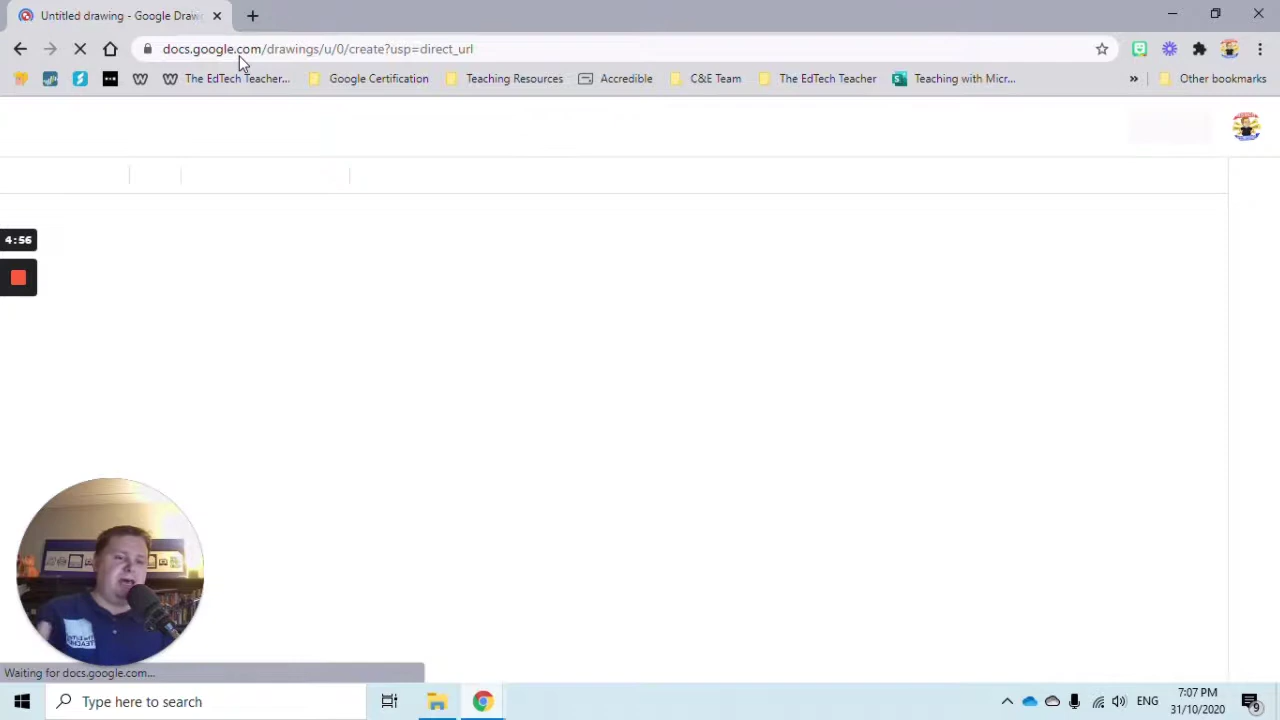 Untitled drawing - Google Draw
docs.google.com/drawings/u/0/create?usp=direct_url
The EdTech Teacher... Google Certification Teaching Resources Accredible C&E Team The EdTech Teacher Teaching with Micr... » Other bookmarks
4:56
Waiting for docs.google.com...
Type here to search
ENG
7:07 PM
31/10/2020
9